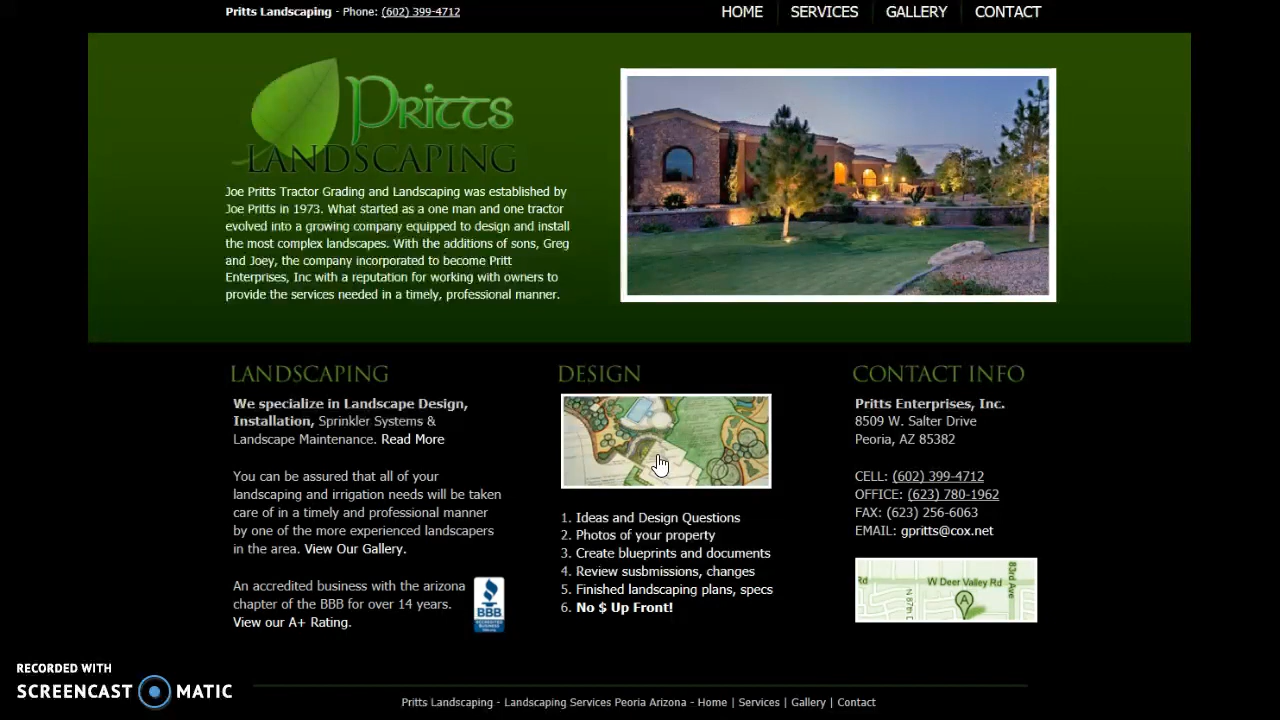 Pritts Landscaping - Phone: (602) 399-4712
HOME SERVICES GALLERY CONTACT
Pritts
LANDSCAPING
Joe Pritts Tractor Grading and Landscaping was established by
Joe Pritts in 1973. What started as a one man and one tractor
evolved into a growing company equipped to design and install
the most complex landscapes. With the additions of sons, Greg
and Joey, the company incorporated to become Pritt
Enterprises, Inc with a reputation for working with owners to
provide the services needed in a timely, professional manner.
LANDSCAPING
We specialize in Landscape Design,
Installation, Sprinkler Systems &
Landscape Maintenance. Read More
You can be assured that all of your
landscaping and irrigation needs will be taken
care of in a timely and professional manner
by one of the more experienced landscapers
in the area. View Our Gallery.
An accredited business with the arizona
chapter of the BBB for over 14 years.
View our A+ Rating.
BBB
ACCREDITED
BUSINESS
DESIGN
1. Ideas and Design Questions
2. Photos of your property
3. Create blueprints and documents
4. Review susbmissions, changes
5. Finished landscaping plans, specs
6. No $ Up Front!
CONTACT INFO
Pritts Enterprises, Inc.
8509 W. Salter Drive
Peoria, AZ 85382
CELL: (602) 399-4712
OFFICE: (623) 780-1962
FAX: (623) 256-6063
EMAIL: gpritts@cox.net
Rd
W Deer Valley Rd
N 87th
83rd Ave
A
RECORDED WITH
SCREENCAST MATIC
Pritts Landscaping - Landscaping Services Peoria Arizona - Home | Services | Gallery | Contact